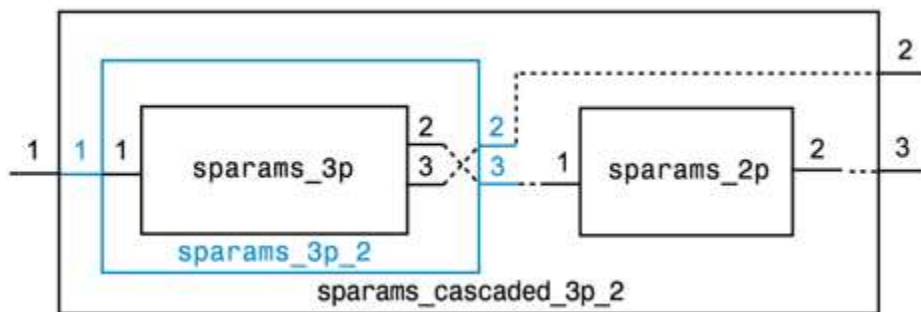 2
1 1 1 sparams_3p 2 3 2 3 1 sparams_2p 2 3
sparams_3p_2
sparams_cascaded_3p_2